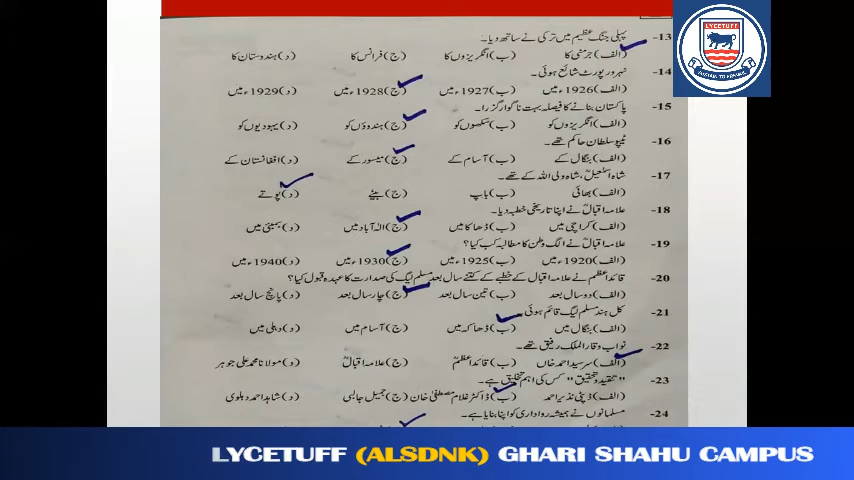 13- پہلی جنگ عظیم میں ترکی نے ساتھ دیا۔
(الف) جرمنی کا (ب) انگریزوں کا (ج) فرانس کا (د) ہندوستان کا
14- نہرو رپورٹ شائع ہوئی۔
(الف) 1926ء میں (ب) 1927ء میں (ج) 1928ء میں (د) 1929ء میں
15- پاکستان بنانے کا فیصلہ بہت ناگوار گزرا۔
(الف) انگریزوں کو (ب) سکھوں کو (ج) ہندوؤں کو (د) یہودیوں کو
16- ٹیپو سلطان حاکم تھے۔
(الف) بنگال کے (ب) آسام کے (ج) میسور کے (د) افغانستان کے
17- شاہ اسمٰعیلؒ، شاہ ولی اللہ کے تھے۔
(الف) بھائی (ب) باپ (ج) بیٹے (د) پوتے
18- علامہ اقبالؒ نے اپنا تاریخی خطبہ دیا۔
(الف) کراچی میں (ب) ڈھاکا میں (ج) الٰہ آباد میں (د) بمبئی میں
19- علامہ اقبالؒ نے الگ وطن کا مطالبہ کب کیا؟
(الف) 1920ء میں (ب) 1925ء میں (ج) 1930ء میں (د) 1940ء میں
20- قائداعظم نے علامہ اقبال کے خطبے کے کتنے سال بعد مسلم لیگ کی صدارت کا عہدہ قبول کیا؟
(الف) دو سال بعد (ب) تین سال بعد (ج) چار سال بعد (د) پانچ سال بعد
21- کل ہند مسلم لیگ قائم ہوئی
(الف) بنگال میں (ب) ڈھاکہ میں (ج) آسام میں (د) دہلی میں
22- نواب وقار الملک رفیق تھے۔
(الف) سرسید احمد خاں (ب) قائداعظمؒ (ج) علامہ اقبالؒ (د) مولانا محمد علی جوہر
23- "تنقید و تحقیق" کس کی اہم تخلیق ہے۔
(الف) ڈپٹی نذیر احمد (ب) ڈاکٹر غلام مصطفیٰ خان (ج) جمیل جالبی (د) شاہد احمد دہلوی
24- مسلمانوں نے ہمیشہ رواداری کو اپنا بنایا ہے۔
LYCETUFF
LYCETUFF (ALSDNK) GHARI SHAHU CAMPUS